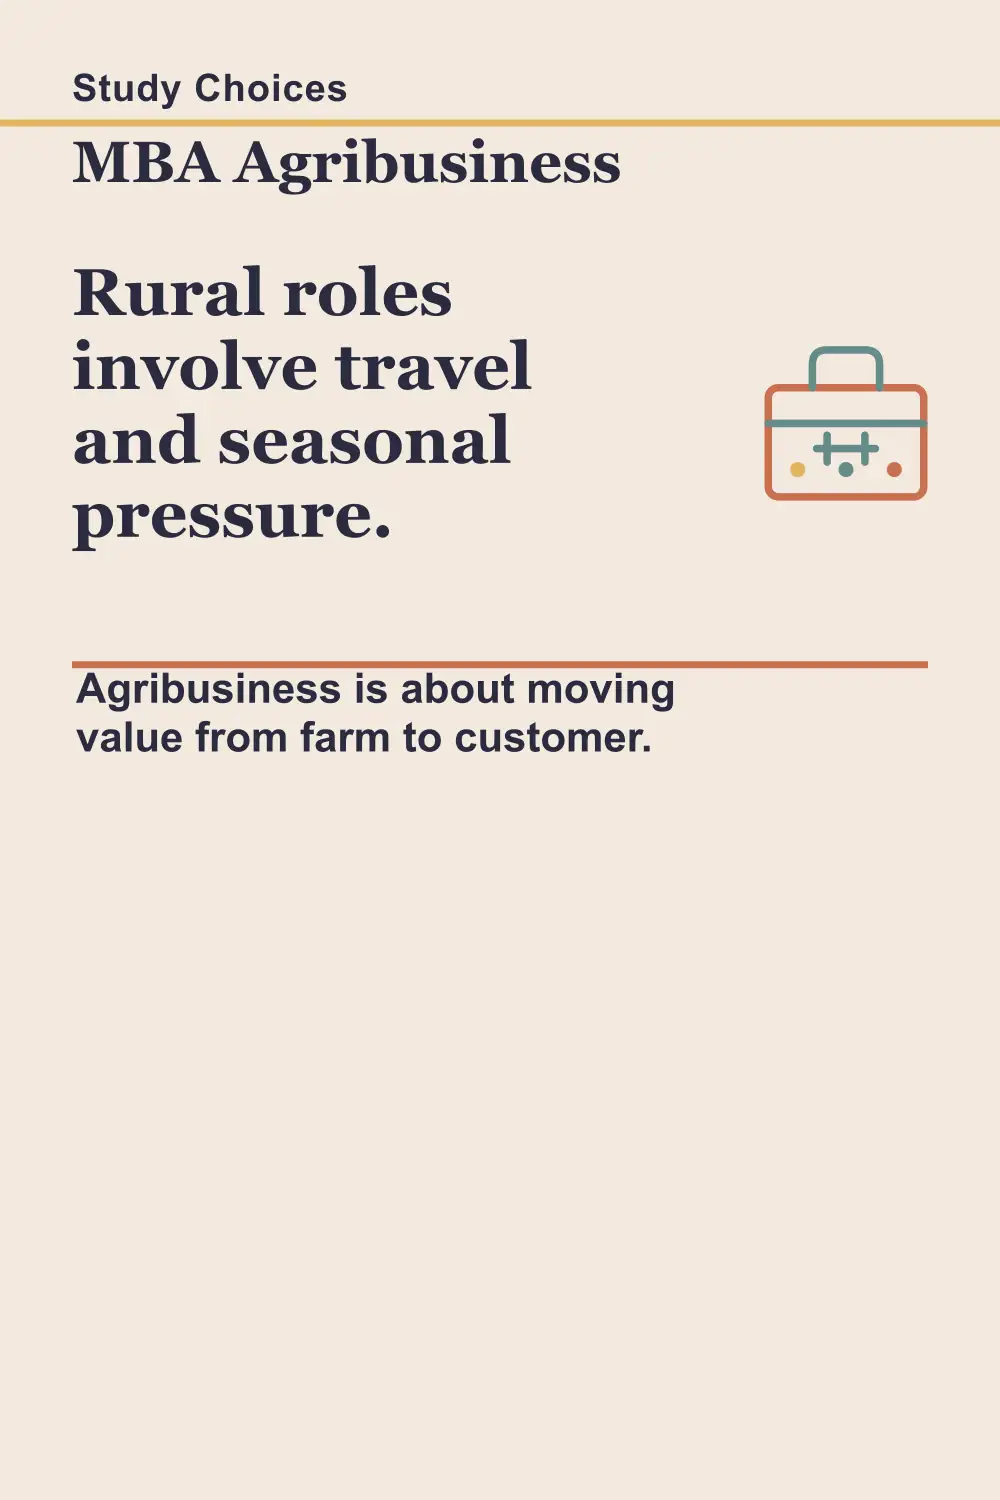 Study Choices
MBA Agribusiness
Rural roles
involve travel
and seasonal
pressure.
Agribusiness is about moving
value from farm to customer.